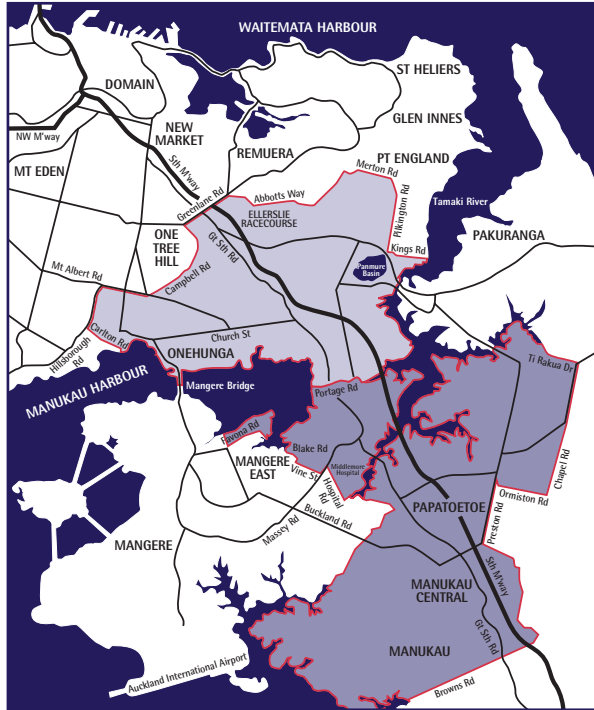 WAITEMATA HARBOUR
ST HELIERS
DOMAIN
GLEN INNES
NEW
MARKET
NW M'way
Sth M'way
REMUERA
PT ENGLAND
MT EDEN
Merton Rd
Abbotts Way
Greenlane Rd
Pilkington Rd
Tamaki River
ELLERSLIE
RACECOURSE
ONE
TREE
HILL
Gt Sth Rd
Kings Rd
PAKURANGA
Panmure
Basin
Mt Albert Rd
Campbell Rd
Carlton Rd
Church St
Hillsborough
Rd
ONEHUNGA
Ti Rakua Dr
MANUKAU HARBOUR
Mangere Bridge
Portage Rd
Favona Rd
Blake Rd
MANGERE
EAST
Vine St
Middlemore
Hospital
Hospital
Rd
Chapel Rd
Ormiston Rd
PAPATOETOE
Preston Rd
Buckland Rd
Massey Rd
MANGERE
Sth M'way
MANUKAU
CENTRAL
Gt Sth Rd
MANUKAU
Auckland International Airport
Browns Rd